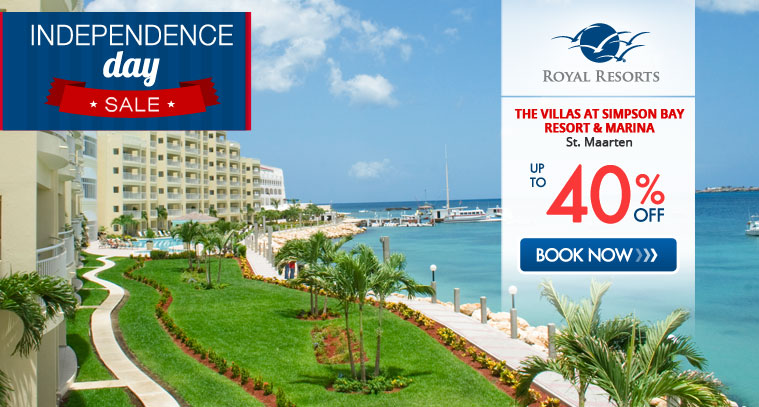 INDEPENDENCE
day
SALE
ROYAL RESORTS
THE VILLAS AT SIMPSON BAY
RESORT & MARINA
St. Maarten
UP TO 40% OFF
BOOK NOW >>>